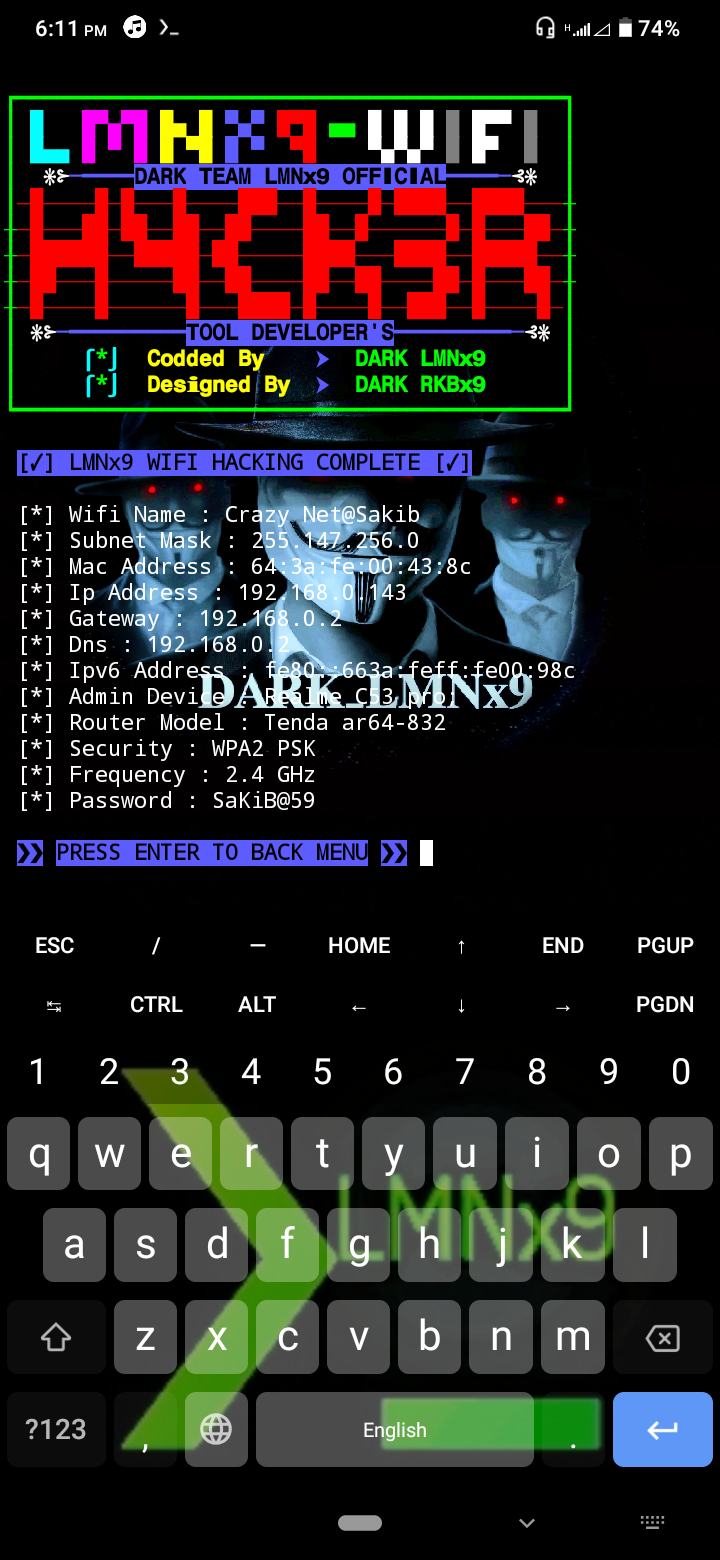 6:11 PM
H
74%
LMNX9-WIFI
DARK TEAM LMNx9 OFFICIAL
H4CK3R
TOOL DEVELOPER'S
[*] Codded By > DARK LMNx9
[*] Designed By > DARK RKBx9
[✓] LMNx9 WIFI HACKING COMPLETE [✓]
[*] Wifi Name : Crazy Net@Sakib
[*] Subnet Mask : 255.147.256.0
[*] Mac Address : 64:3a:fe:00:43:8c
[*] Ip Address : 192.168.0.143
[*] Gateway : 192.168.0.2
[*] Dns : 192.168.0.2
[*] Ipv6 Address : fe80::663a:feff:fe00:98c
[*] Admin Device : Realme C53 pro
DARK_LMNx9
[*] Router Model : Tenda ar64-832
[*] Security : WPA2 PSK
[*] Frequency : 2.4 GHz
[*] Password : SaKiB@59
❯❯ PRESS ENTER TO BACK MENU ❯❯
ESC / — HOME ↑ END PGUP
↹ CTRL ALT ← ↓ → PGDN
1 2 3 4 5 6 7 8 9 0
q w e r t y u i o p
LMNx9
a s d f g h j k l
z x c v b n m
?123 , English .